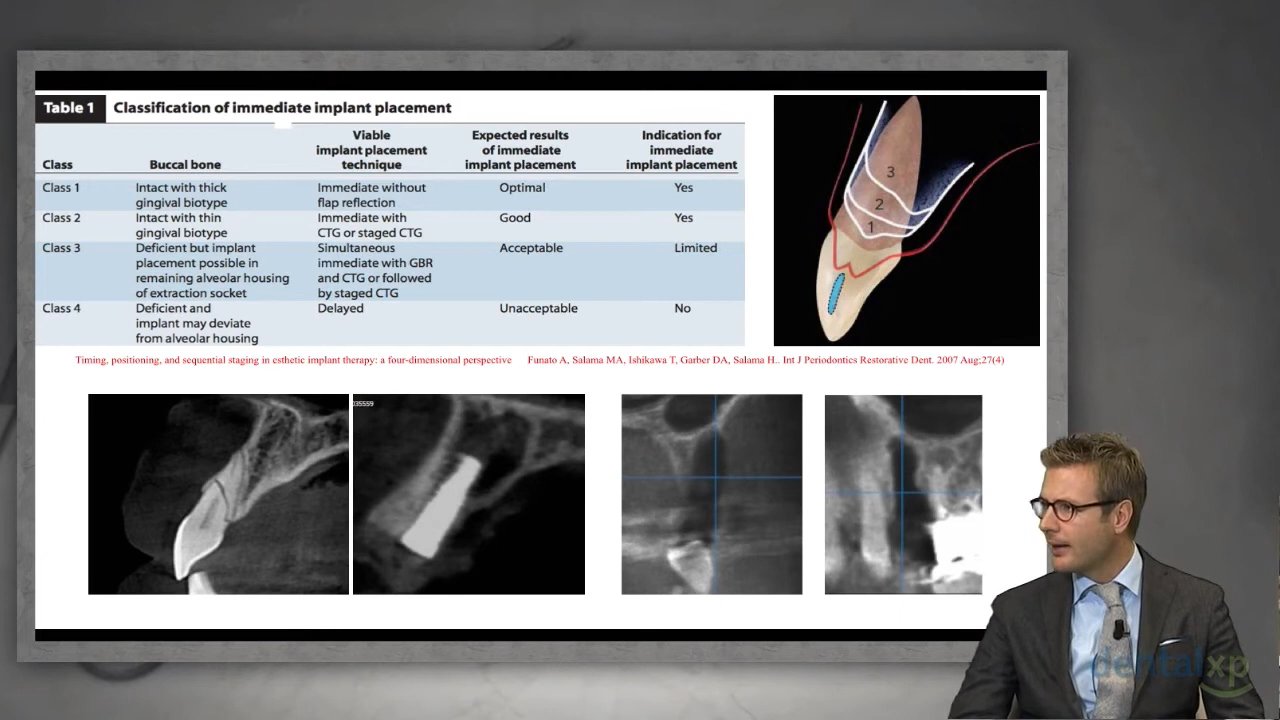 Table 1 Classification of immediate implant placement
Class Buccal bone Viable implant placement technique Expected results of immediate implant placement Indication for immediate implant placement
Class 1 Intact with thick gingival biotype Immediate without flap reflection Optimal Yes
Class 2 Intact with thin gingival biotype Immediate with CTG or staged CTG Good Yes
Class 3 Deficient but implant placement possible in remaining alveolar housing of extraction socket Simultaneous immediate with GBR and CTG or followed by staged CTG Acceptable Limited
Class 4 Deficient and implant may deviate from alveolar housing Delayed Unacceptable No
3
2
1
Timing, positioning, and sequential staging in esthetic implant therapy: a four-dimensional perspective Funato A, Salama MA, Ishikawa T, Garber DA, Salama H.. Int J Periodontics Restorative Dent. 2007 Aug;27(4)
035559
dentalxp